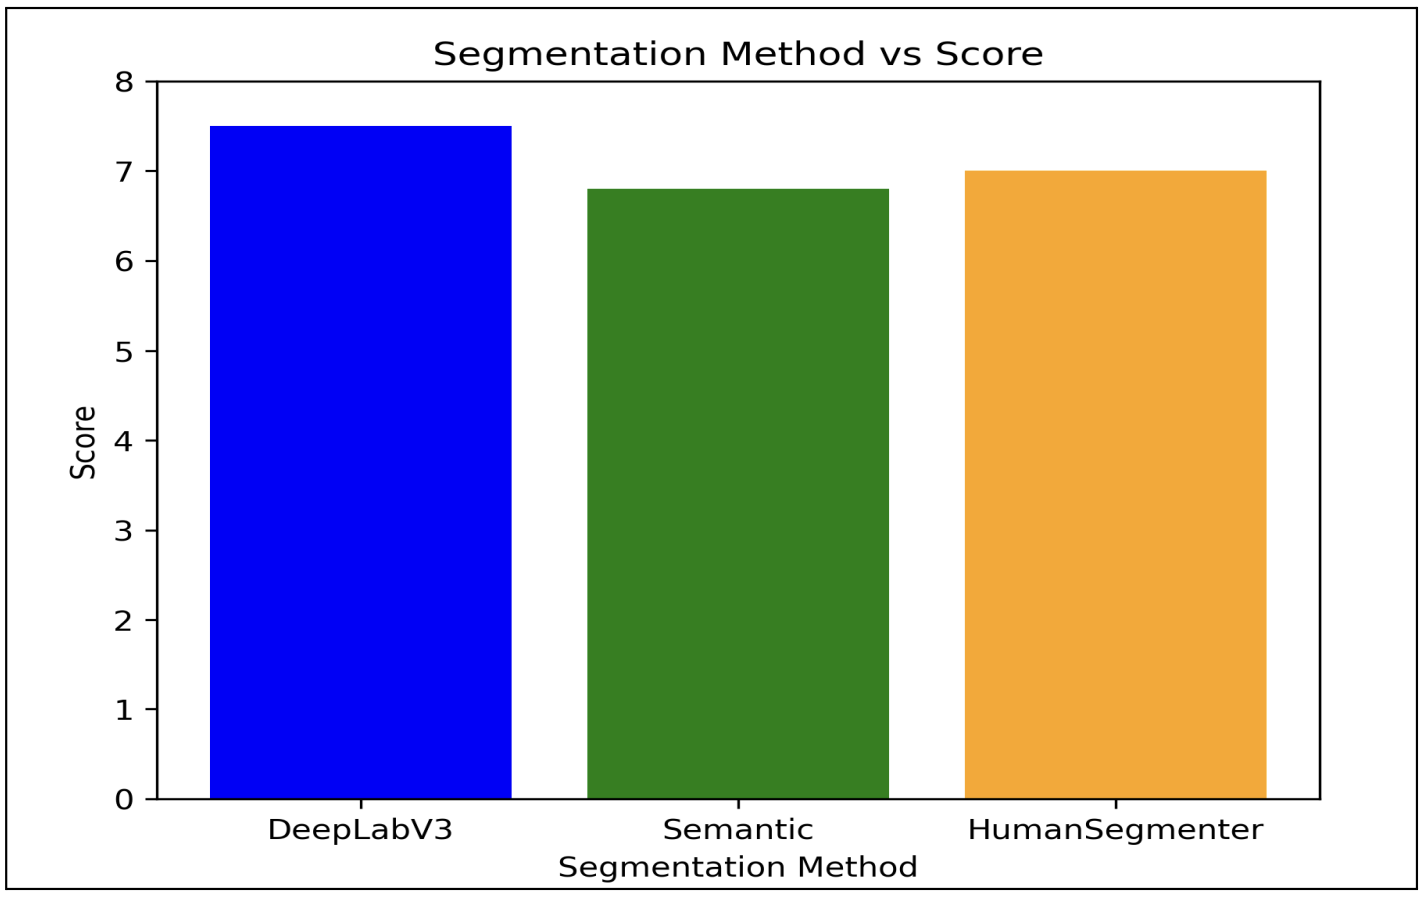 Segmentation Method vs Score
8
7
6
5
4
3
2
1
0
Score
DeepLabV3
Semantic
HumanSegmenter
Segmentation Method